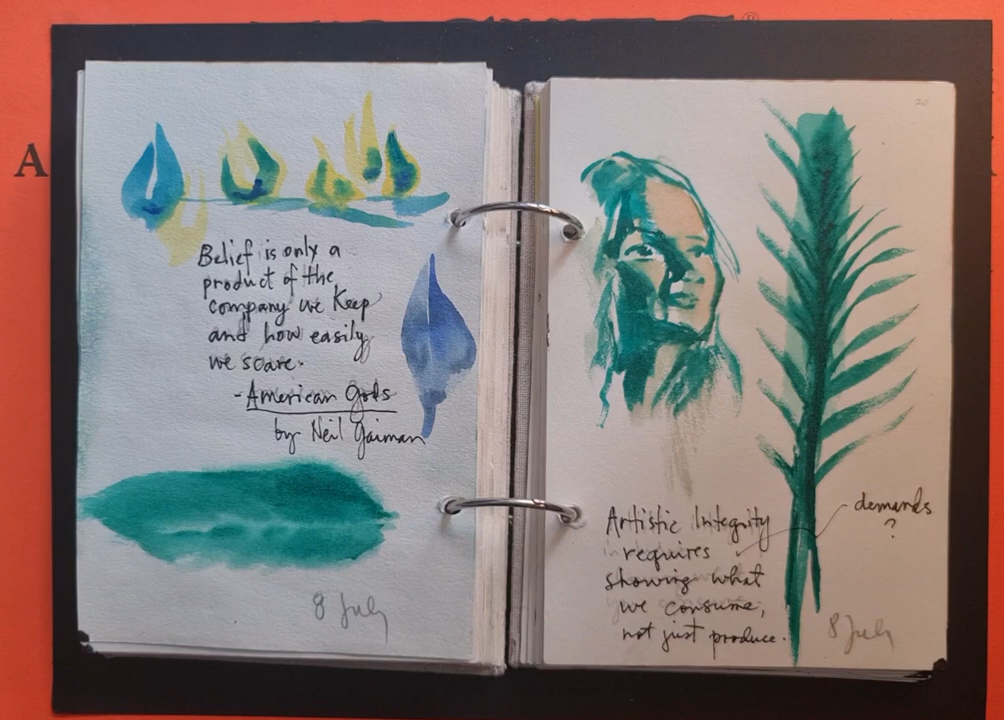 A
Belief is only a
product of the
company we Keep
and how easily
we scare.
- American Gods
by Neil Gaiman
8 July
20
Artistic Integrity
requires
demands
?
showing what
we consume,
not just produce.
8 July